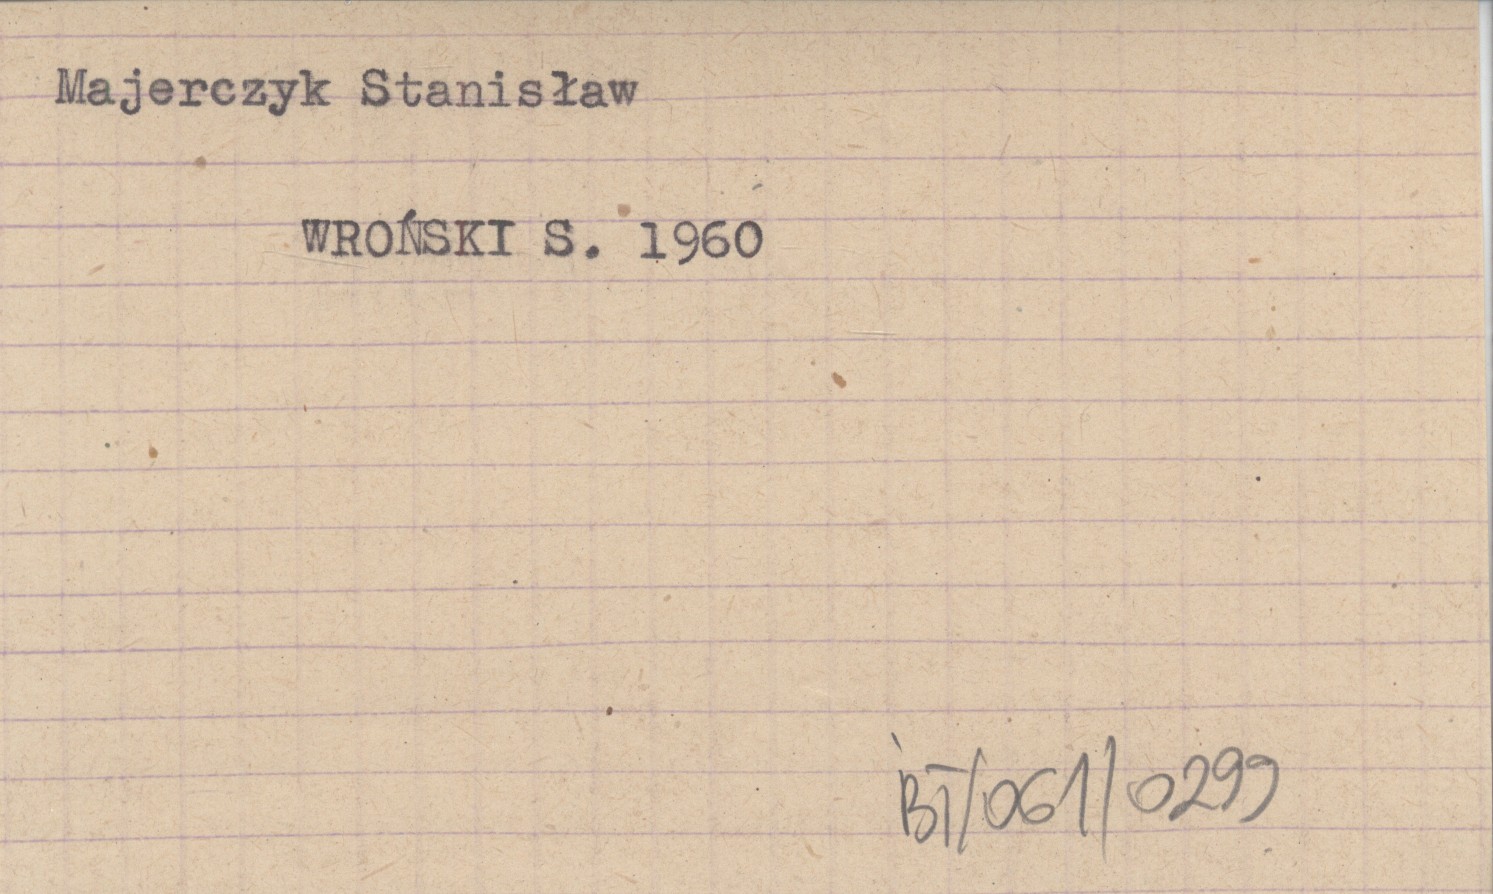 Majerczyk Stanisław
WROŃSKI S. 1960
BT/061/0299